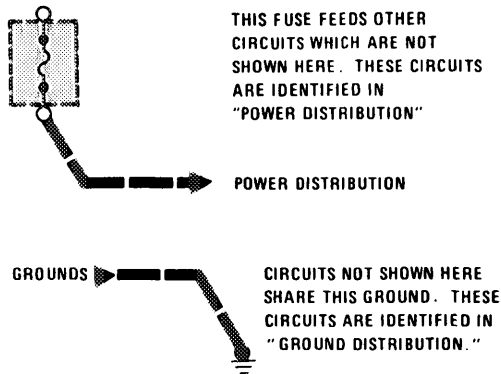 THIS FUSE FEEDS OTHER
CIRCUITS WHICH ARE NOT
SHOWN HERE. THESE CIRCUITS
ARE IDENTIFIED IN
"POWER DISTRIBUTION"
POWER DISTRIBUTION
GROUNDS
CIRCUITS NOT SHOWN HERE
SHARE THIS GROUND. THESE
CIRCUITS ARE IDENTIFIED IN
"GROUND DISTRIBUTION."